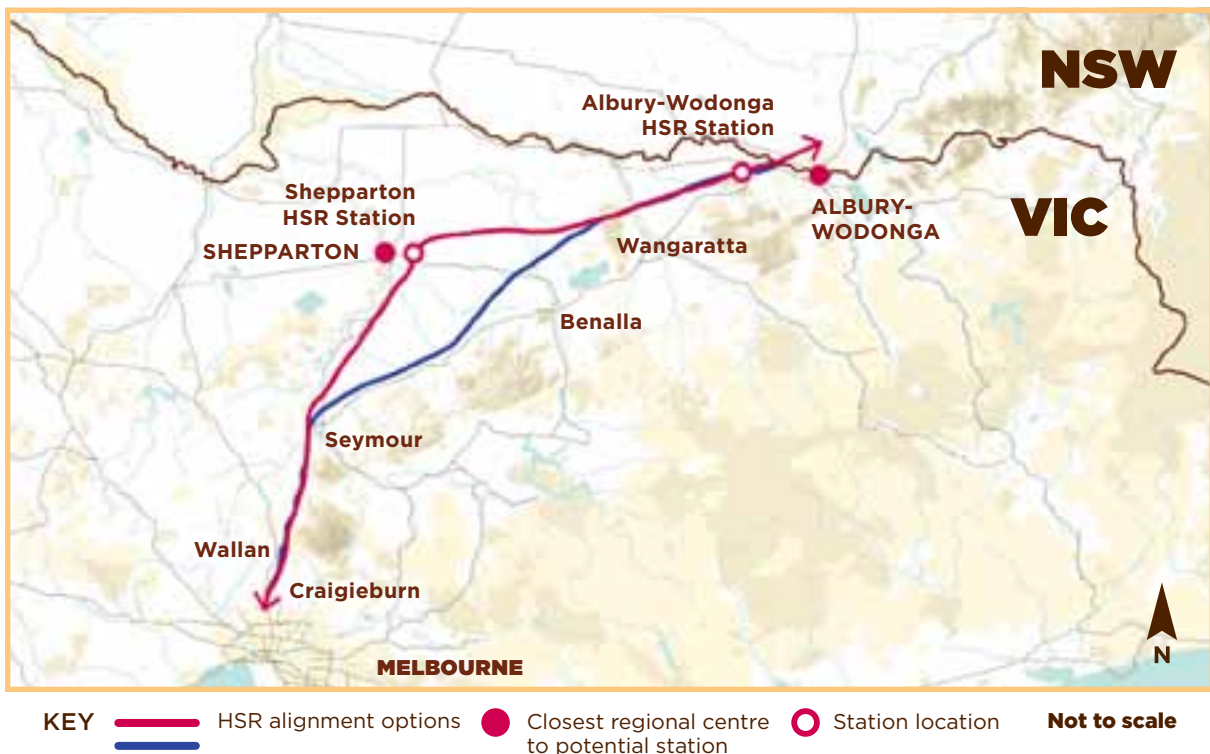 NSW
Albury-Wodonga
HSR Station
Shepparton
HSR Station
SHEPPARTON
ALBURY-
WODONGA
VIC
Wangaratta
Benalla
Seymour
Wallan
Craigieburn
MELBOURNE
N
KEY
HSR alignment options
Closest regional centre
to potential station
Station location
Not to scale